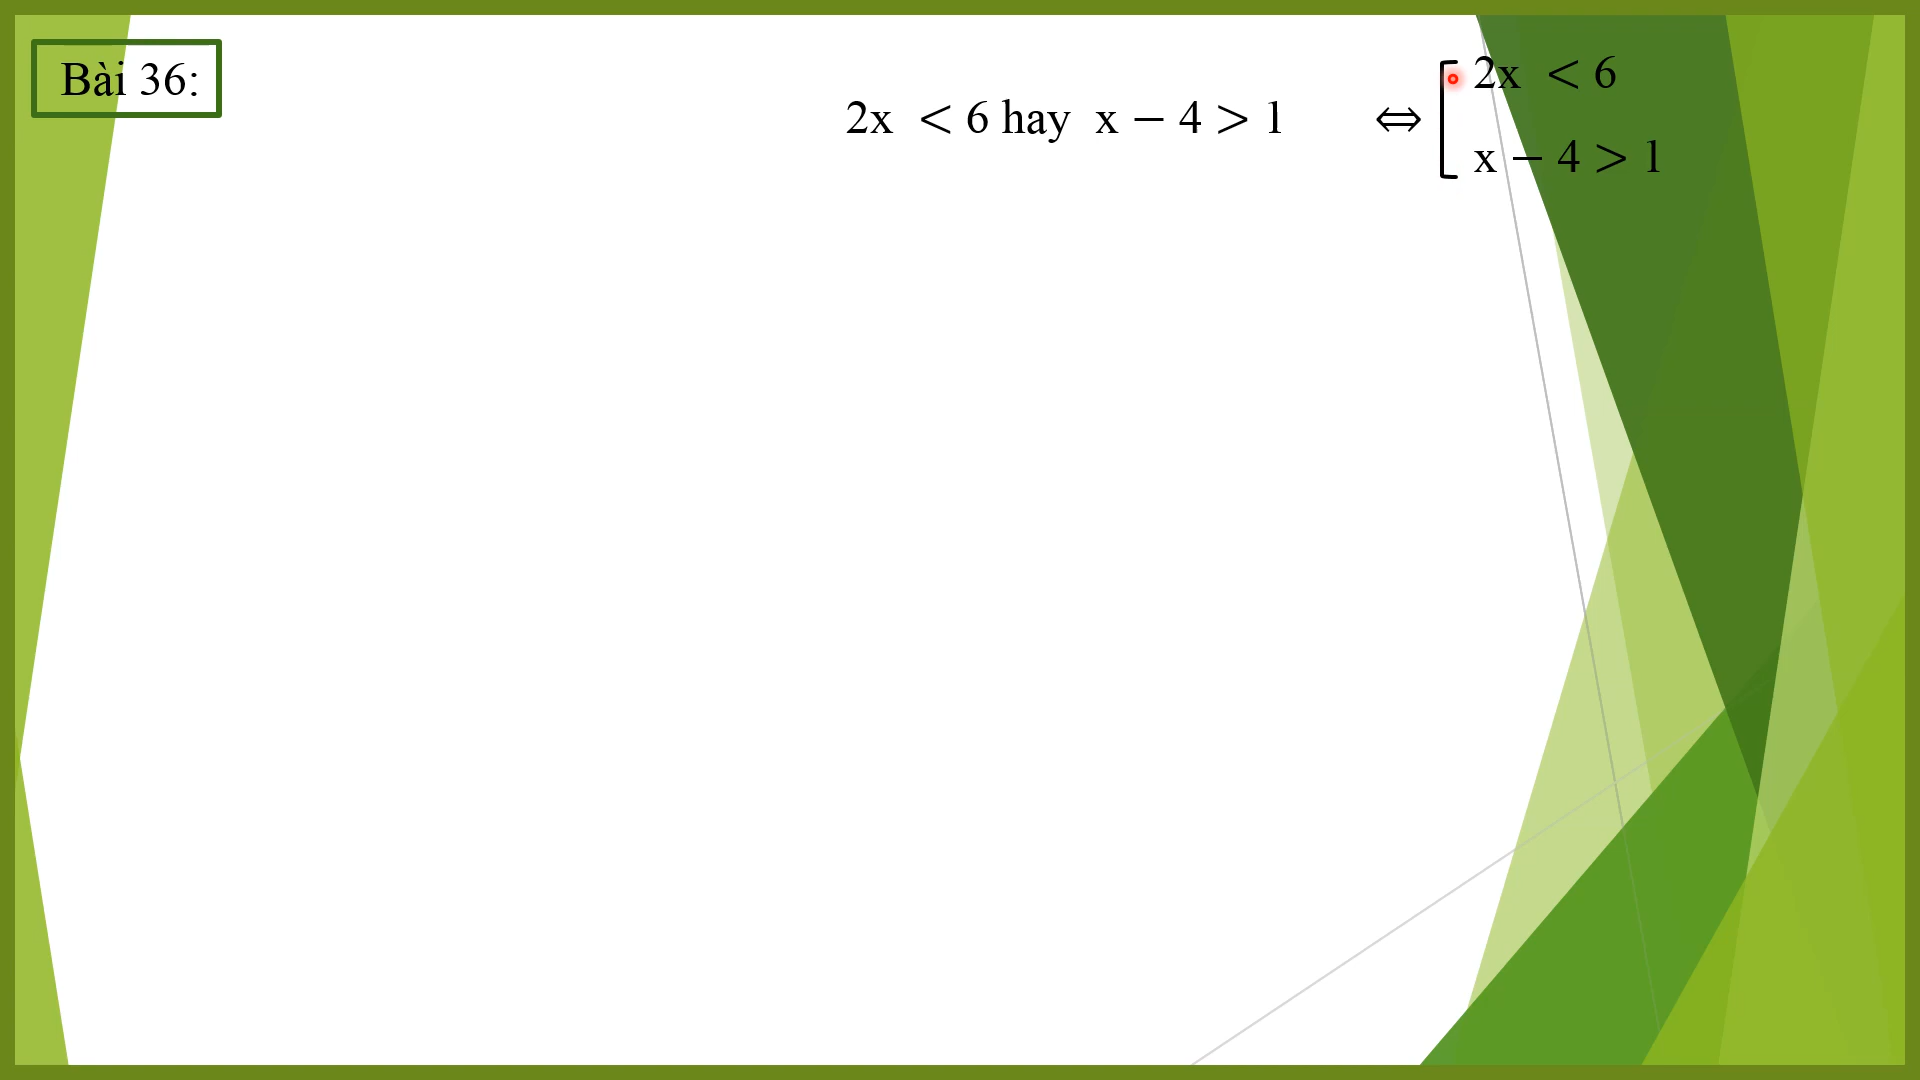 Bài 36:
2x < 6 hay x − 4 > 1 ⇔ [ 2x < 6
x − 4 > 1